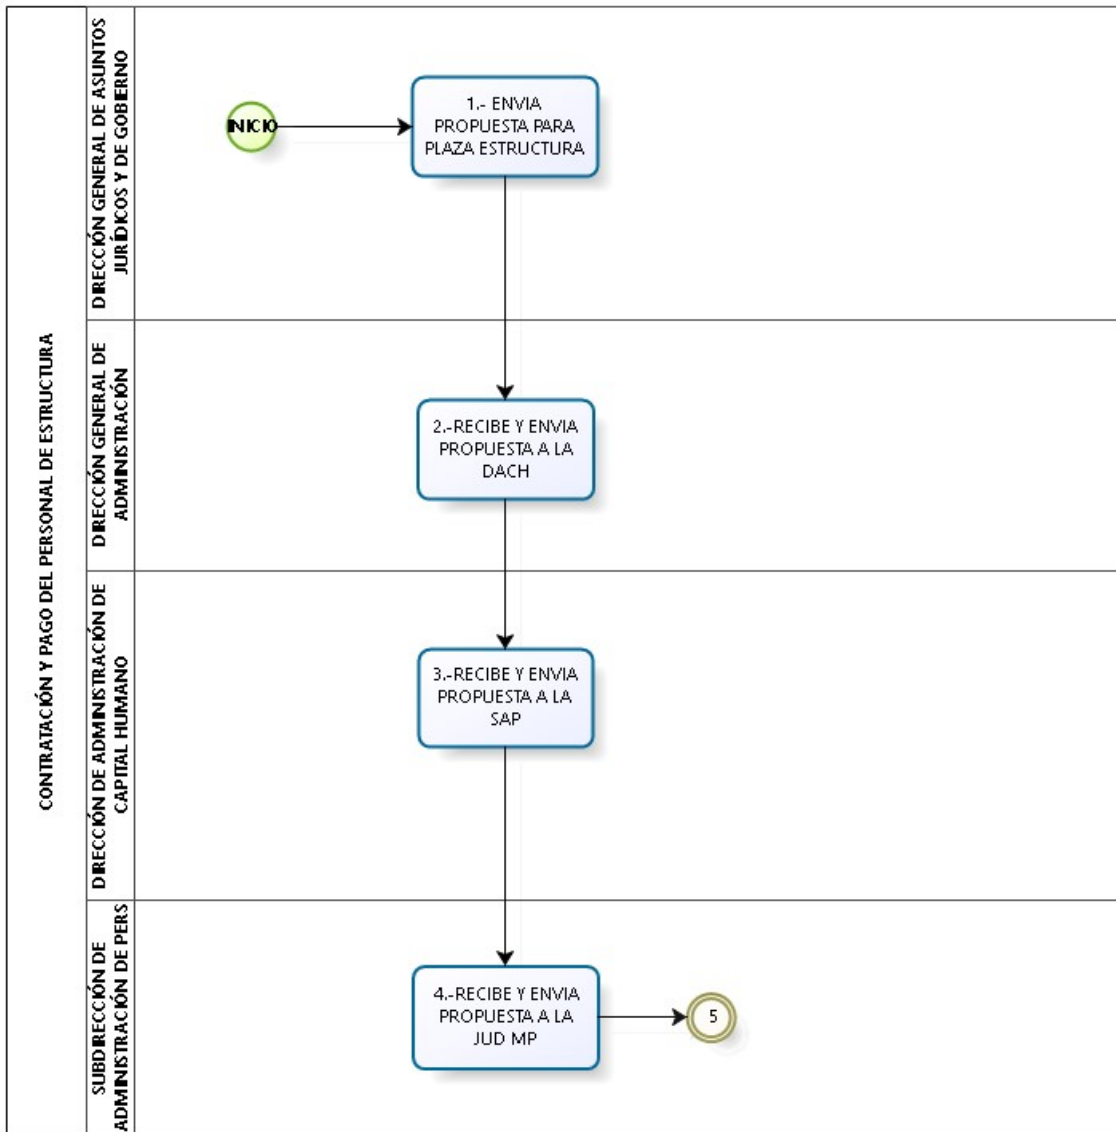 CONTRATACIÓN Y PAGO DEL PERSONAL DE ESTRUCTURA
DIRECCIÓN GENERAL DE ASUNTOS
JURÍDICOS Y DE GOBIERNO
INICIO
1.- ENVIA
PROPUESTA PARA
PLAZA ESTRUCTURA
DIRECCIÓN GENERAL DE
ADMINISTRACIÓN
2.-RECIBE Y ENVIA
PROPUESTA A LA
DACH
DIRECCIÓN DE ADMINISTRACIÓN DE
CAPITAL HUMANO
3.-RECIBE Y ENVIA
PROPUESTA A LA
SAP
SUBDIRECCIÓN DE
ADMINISTRACIÓN DE PERS
4.-RECIBE Y ENVIA
PROPUESTA A LA
JUD MP
5